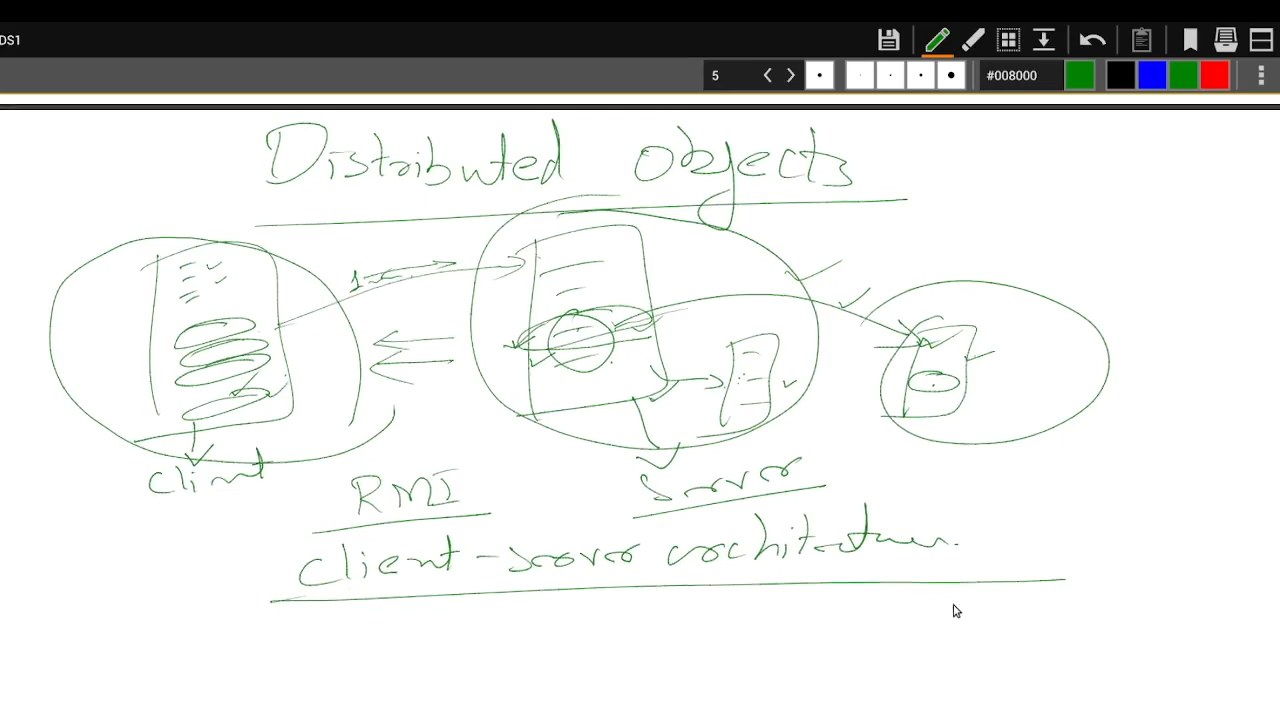 DS1
5
#008000
Distributed Objects
Client
RMI
Server
Client-server architecture.